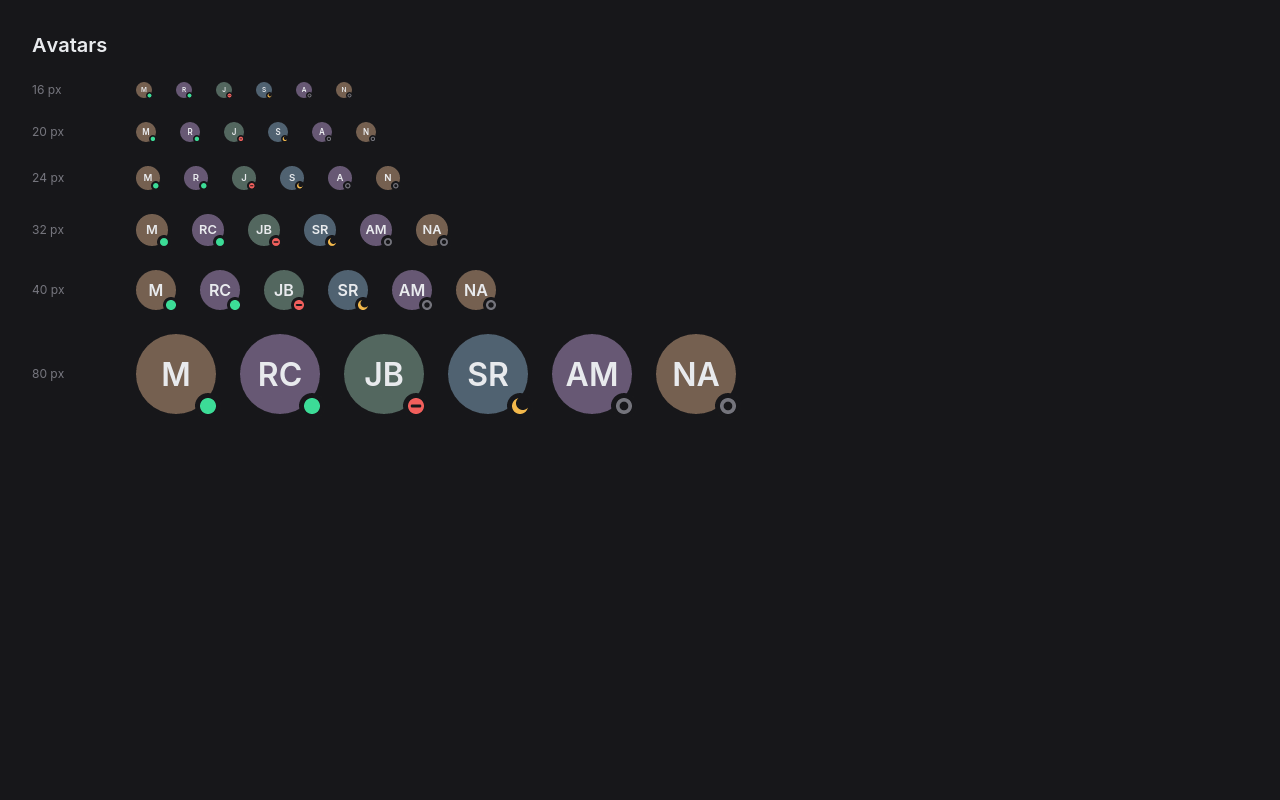 Avatars
16 px M R J S A N
20 px M R J S A N
24 px M R J S A N
32 px M RC JB SR AM NA
40 px M RC JB SR AM NA
80 px M RC JB SR AM NA